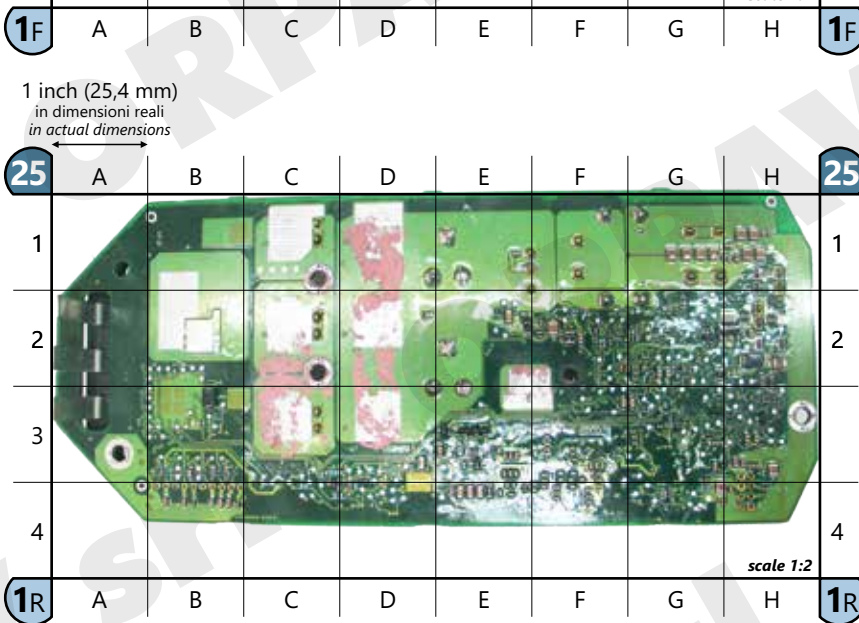 1F A B C D E F G H 1F
1 inch (25,4 mm)
in dimensioni reali
in actual dimensions
25 A B C D E F G H 25
1 1
2 2
3 3
4 4
scale 1:2
1R A B C D E F G H 1R